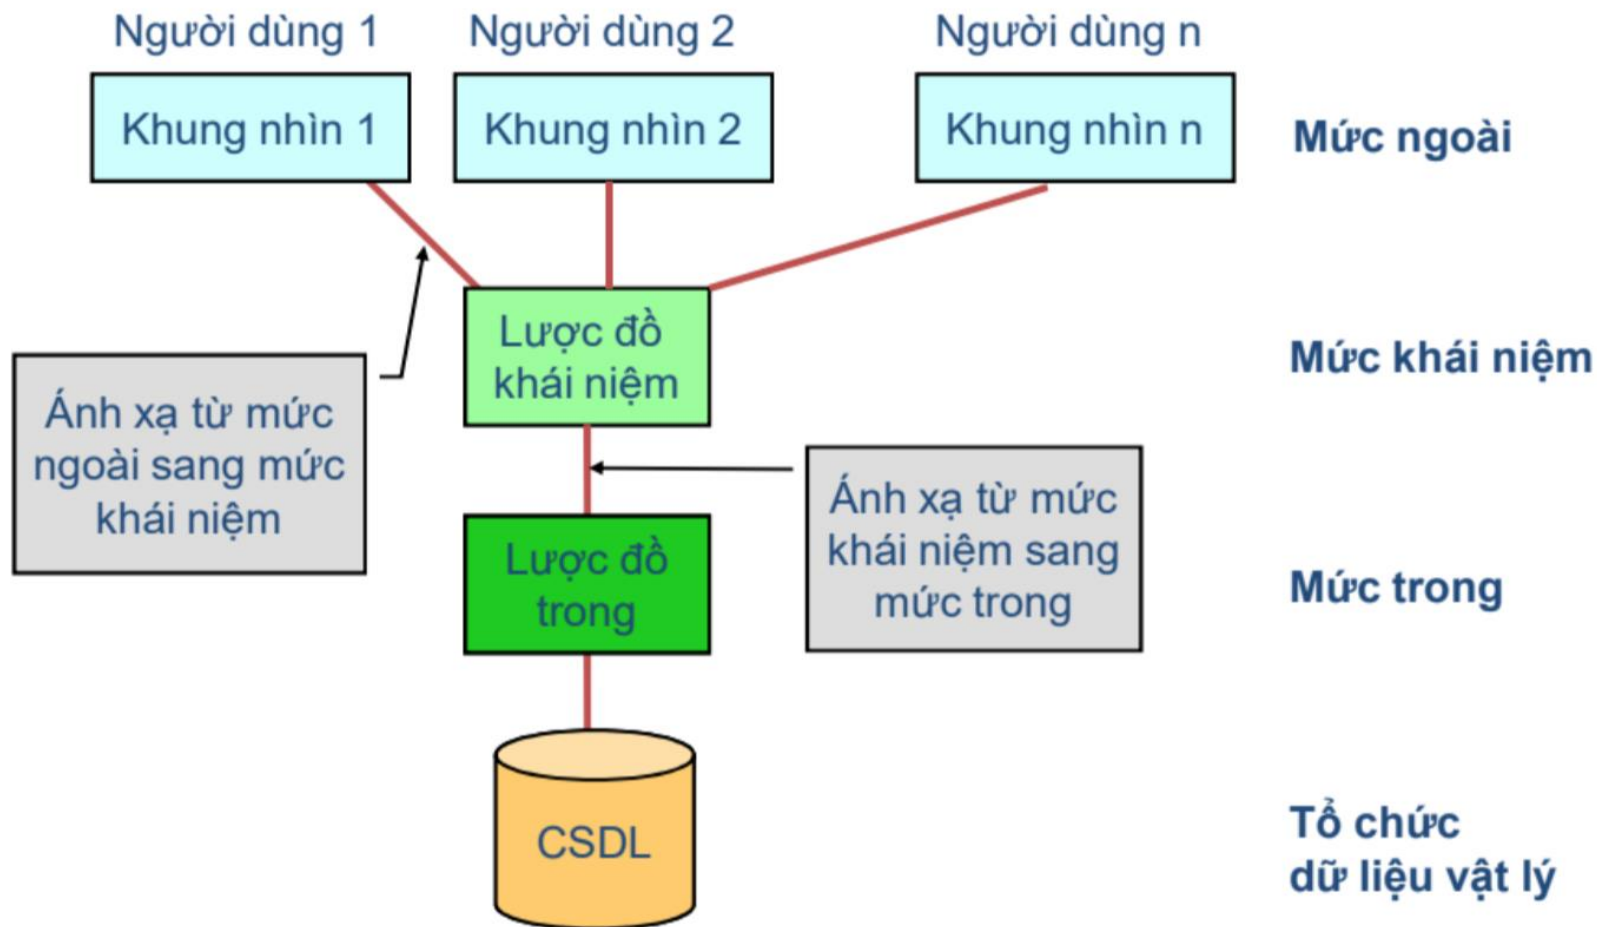 Người dùng 1
Người dùng 2
Người dùng n
Khung nhìn 1
Khung nhìn 2
Khung nhìn n
Mức ngoài
Lược đồ
khái niệm
Mức khái niệm
Ánh xạ từ mức
ngoài sang mức
khái niệm
Ánh xạ từ mức
khái niệm sang
mức trong
Lược đồ
trong
Mức trong
CSDL
Tổ chức
dữ liệu vật lý